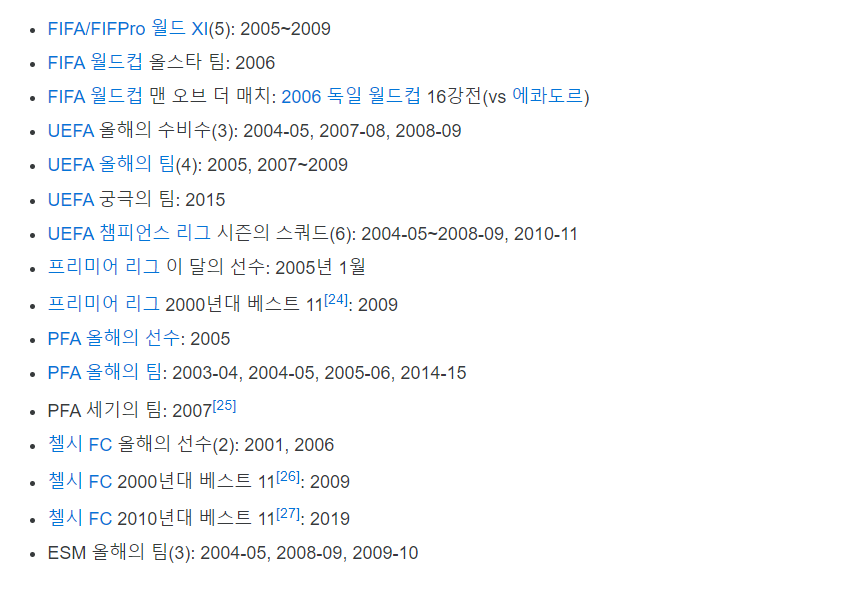 FIFA/FIFPro 월드 XI(5): 2005~2009
FIFA 월드컵 올스타 팀: 2006
FIFA 월드컵 맨 오브 더 매치: 2006 독일 월드컵 16강전(vs 에콰도르)
UEFA 올해의 수비수(3): 2004-05, 2007-08, 2008-09
UEFA 올해의 팀(4): 2005, 2007~2009
UEFA 궁극의 팀: 2015
UEFA 챔피언스 리그 시즌의 스쿼드(6): 2004-05~2008-09, 2010-11
프리미어 리그 이 달의 선수: 2005년 1월
프리미어 리그 2000년대 베스트 11[24]: 2009
PFA 올해의 선수: 2005
PFA 올해의 팀: 2003-04, 2004-05, 2005-06, 2014-15
PFA 세기의 팀: 2007[25]
첼시 FC 올해의 선수(2): 2001, 2006
첼시 FC 2000년대 베스트 11[26]: 2009
첼시 FC 2010년대 베스트 11[27]: 2019
ESM 올해의 팀(3): 2004-05, 2008-09, 2009-10